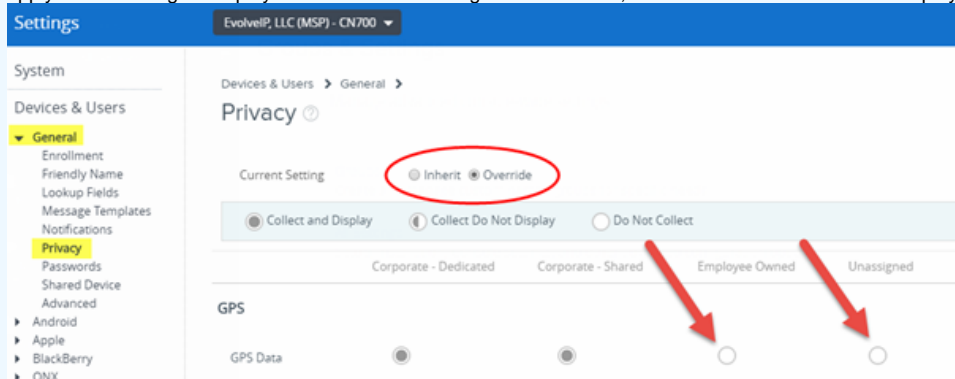 Settings
EvolveIP, LLC (MSP) - CN700
System
Devices & Users
General
Enrollment
Friendly Name
Lookup Fields
Message Templates
Notifications
Privacy
Passwords
Shared Device
Advanced
Android
Apple
BlackBerry
QNX
Devices & Users > General >
Privacy
Current Setting Inherit Override
Collect and Display Collect Do Not Display Do Not Collect
Corporate - Dedicated Corporate - Shared Employee Owned Unassigned
GPS
GPS Data